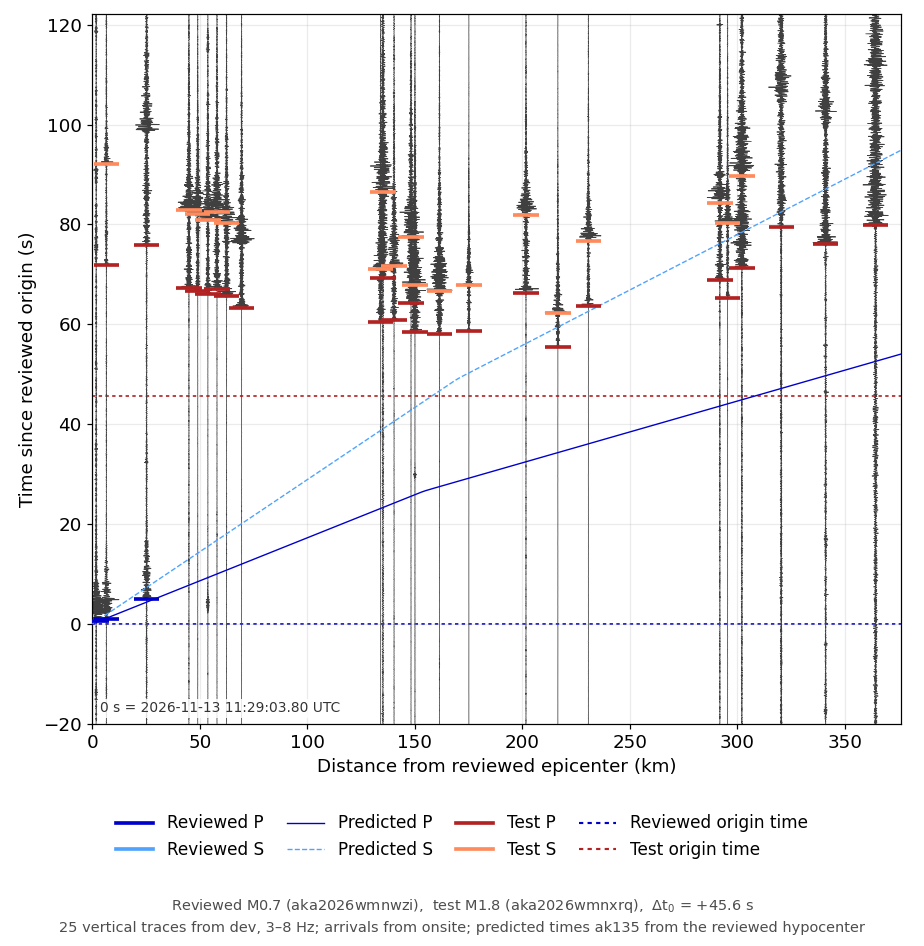 120
100
80
60
40
20
0
−20
Time since reviewed origin (s)
0 s = 2026-11-13 11:29:03.80 UTC
0 50 100 150 200 250 300 350
Distance from reviewed epicenter (km)
Reviewed P Predicted P Test P Reviewed origin time
Reviewed S Predicted S Test S Test origin time
Reviewed M0.7 (aka2026wmnwzi), test M1.8 (aka2026wmnxrq), Δt0 = +45.6 s
25 vertical traces from dev, 3–8 Hz; arrivals from onsite; predicted times ak135 from the reviewed hypocenter